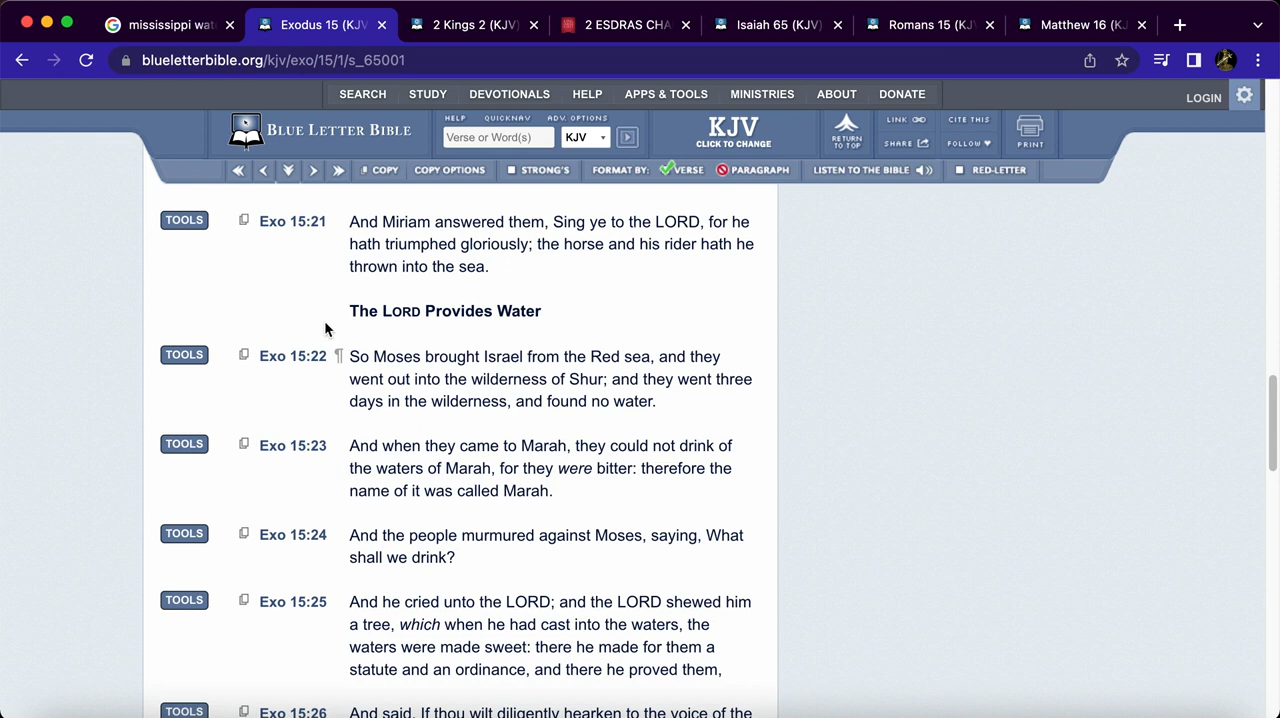 mississippi wat
Exodus 15 (KJV
2 Kings 2 (KJV)
2 ESDRAS CHA
Isaiah 65 (KJV)
Romans 15 (KJ
Matthew 16 (K
blueletterbible.org/kjv/exo/15/1/s_65001
SEARCH STUDY DEVOTIONALS HELP APPS & TOOLS MINISTRIES ABOUT DONATE
LOGIN
BLUE LETTER BIBLE
HELP QUICKNAV ADV. OPTIONS
Verse or Word(s) KJV
KJV
CLICK TO CHANGE
RETURN
TO TOP
LINK CITE THIS
SHARE FOLLOW
PRINT
COPY COPY OPTIONS STRONG'S FORMAT BY: VERSE PARAGRAPH LISTEN TO THE BIBLE RED-LETTER
TOOLS Exo 15:21 And Miriam answered them, Sing ye to the LORD, for he
hath triumphed gloriously; the horse and his rider hath he
thrown into the sea.
The LORD Provides Water
TOOLS Exo 15:22 ¶ So Moses brought Israel from the Red sea, and they
went out into the wilderness of Shur; and they went three
days in the wilderness, and found no water.
TOOLS Exo 15:23 And when they came to Marah, they could not drink of
the waters of Marah, for they were bitter: therefore the
name of it was called Marah.
TOOLS Exo 15:24 And the people murmured against Moses, saying, What
shall we drink?
TOOLS Exo 15:25 And he cried unto the LORD; and the LORD shewed him
a tree, which when he had cast into the waters, the
waters were made sweet: there he made for them a
statute and an ordinance, and there he proved them,
TOOLS Exo 15:26 And said, If thou wilt diligently hearken to the voice of the